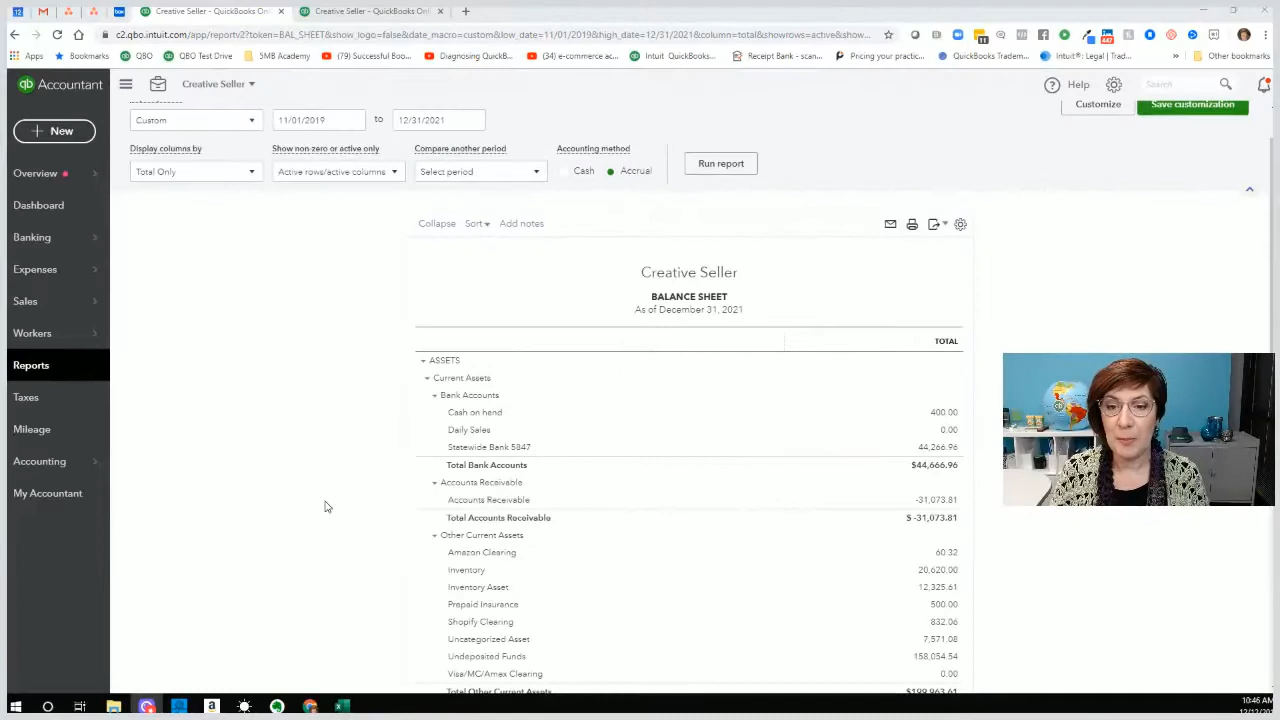 Creative Seller - QuickBooks Onl
Creative Seller - QuickBooks Onl
c2.qbo.intuit.com/app/reportv2?token=BAL_SHEET&show_logo=false&date_macro=custom&low_date=11/01/2019&high_date=12/31/2021&column=total&showrows=active&show...
Apps
Bookmarks
QBO
QBO Test Drive
5MB Academy
(79) Successful Boo...
Diagnosing QuickB...
(34) e-commerce ac...
Intuit QuickBooks...
Receipt Bank – scan...
Pricing your practic...
QuickBooks Tradem...
Intuit®: Legal | Trad...
»
Other bookmarks
qb Accountant
Creative Seller
Help
Search
Customize
Save customization
Custom
11/01/2019
to
12/31/2021
+ New
Display columns by
Show non-zero or active only
Compare another period
Accounting method
Total Only
Active rows/active columns
Select period
Cash
Accrual
Run report
Overview
Dashboard
Banking
Expenses
Sales
Workers
Reports
Taxes
Mileage
Accounting
My Accountant
Collapse
Sort
Add notes
Creative Seller
BALANCE SHEET
As of December 31, 2021
TOTAL
ASSETS
Current Assets
Bank Accounts
Cash on hand 400.00
Daily Sales 0.00
Statewide Bank 5847 44,266.96
Total Bank Accounts $44,666.96
Accounts Receivable
Accounts Receivable -31,073.81
Total Accounts Receivable $ -31,073.81
Other Current Assets
Amazon Clearing 60.32
Inventory 20,620.00
Inventory Asset 12,325.61
Prepaid Insurance 500.00
Shopify Clearing 832.06
Uncategorized Asset 7,571.08
Undeposited Funds 158,054.54
Visa/MC/Amex Clearing 0.00
Total Other Current Assets $199,963.61
10:46 AM